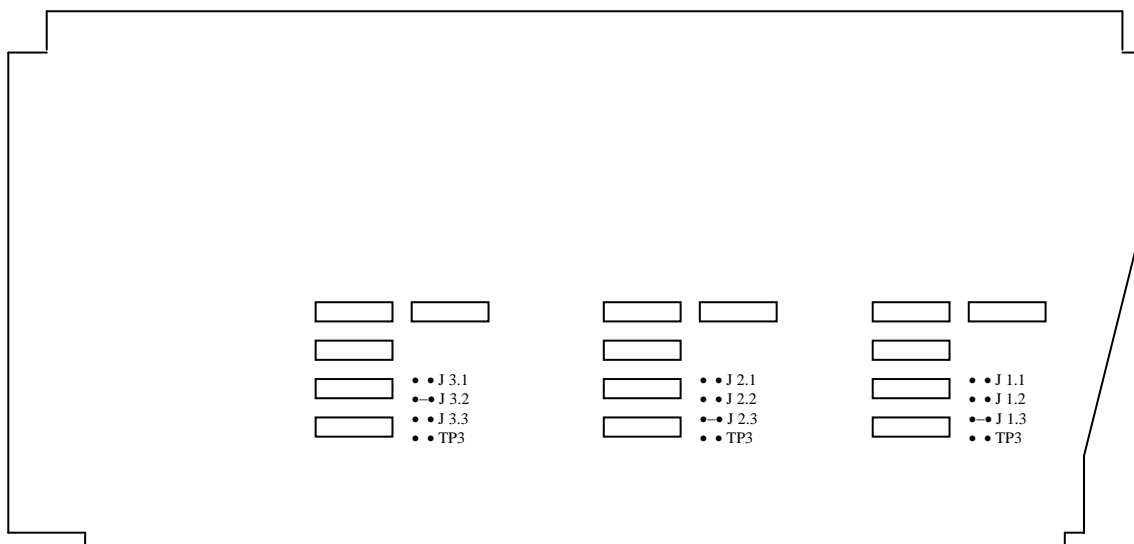 J 3.1
J 3.2
J 3.3
TP3
J 2.1
J 2.2
J 2.3
TP3
J 1.1
J 1.2
J 1.3
TP3